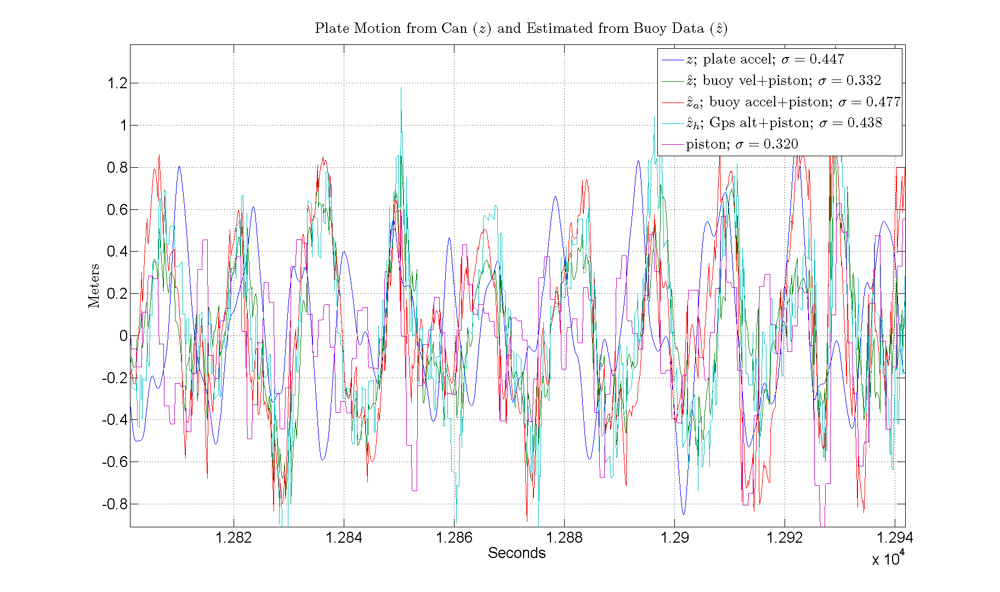 Plate Motion from Can (z) and Estimated from Buoy Data (ẑ)
z; plate accel; σ = 0.447
ẑ; buoy vel+piston; σ = 0.332
ẑₐ; buoy accel+piston; σ = 0.477
ẑₕ; Gps alt+piston; σ = 0.438
piston; σ = 0.320
1.2
1
0.8
0.6
0.4
0.2
0
-0.2
-0.4
-0.6
-0.8
Meters
1.282 1.284 1.286 1.288 1.29 1.292 1.294
Seconds
x 10⁴